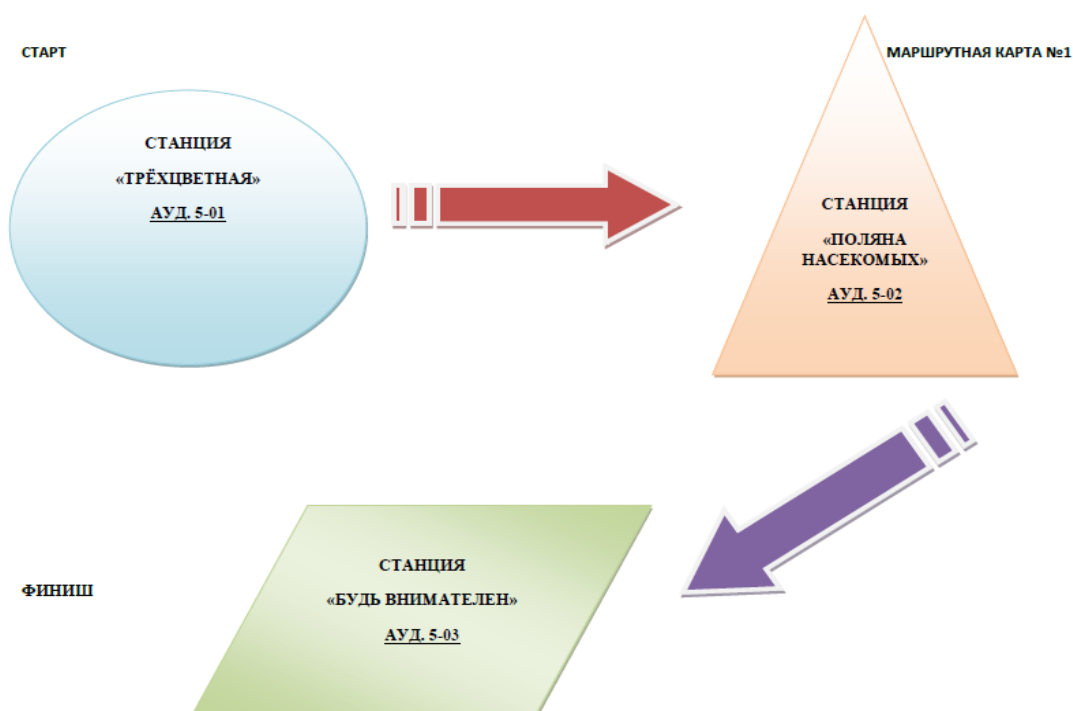 СТАРТ
МАРШРУТНАЯ КАРТА №1
СТАНЦИЯ
«ТРЁХЦВЕТНАЯ»
АУД. 5-01
СТАНЦИЯ
«ПОЛЯНА
НАСЕКОМЫХ»
АУД. 5-02
СТАНЦИЯ
«БУДЬ ВНИМАТЕЛЕН»
АУД. 5-03
ФИНИШ